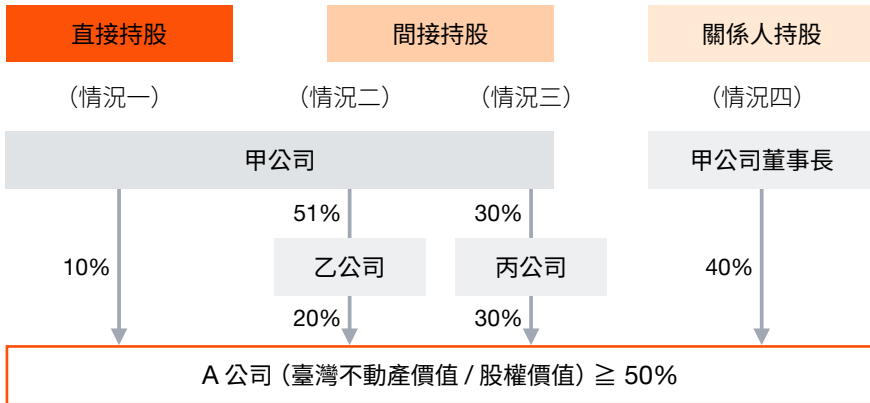 直接持股 間接持股 關係人持股
（情況一） （情況二） （情況三） （情況四）
甲公司 甲公司董事長
51% 30%
10% 乙公司 丙公司 40%
20% 30%
A 公司（臺灣不動產價值 / 股權價值）≧ 50%